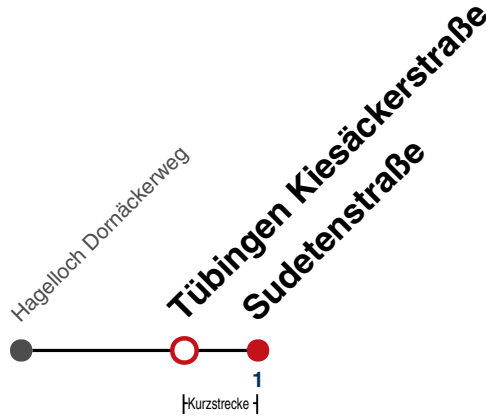 Hagelloch Dornäckerweg
Tübingen Kiesäckerstraße
Sudetenstraße
1
Kurzstrecke